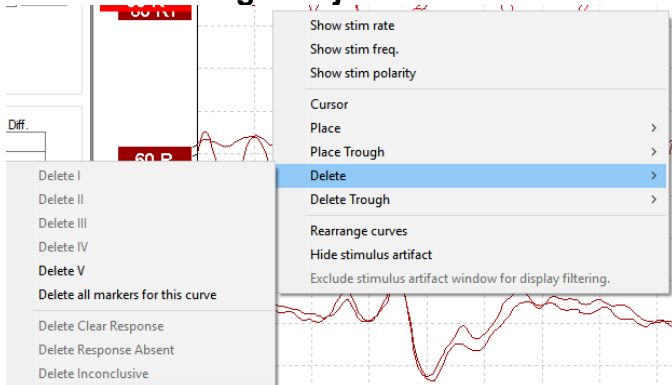 Show stim rate
Show stim freq.
Show stim polarity
Cursor
Place
Place Trough
Delete
Delete Trough
Rearrange curves
Hide stimulus artifact
Exclude stimulus artifact window for display filtering.
Diff.
Delete I
Delete II
Delete III
Delete IV
Delete V
Delete all markers for this curve
Delete Clear Response
Delete Response Absent
Delete Inconclusive